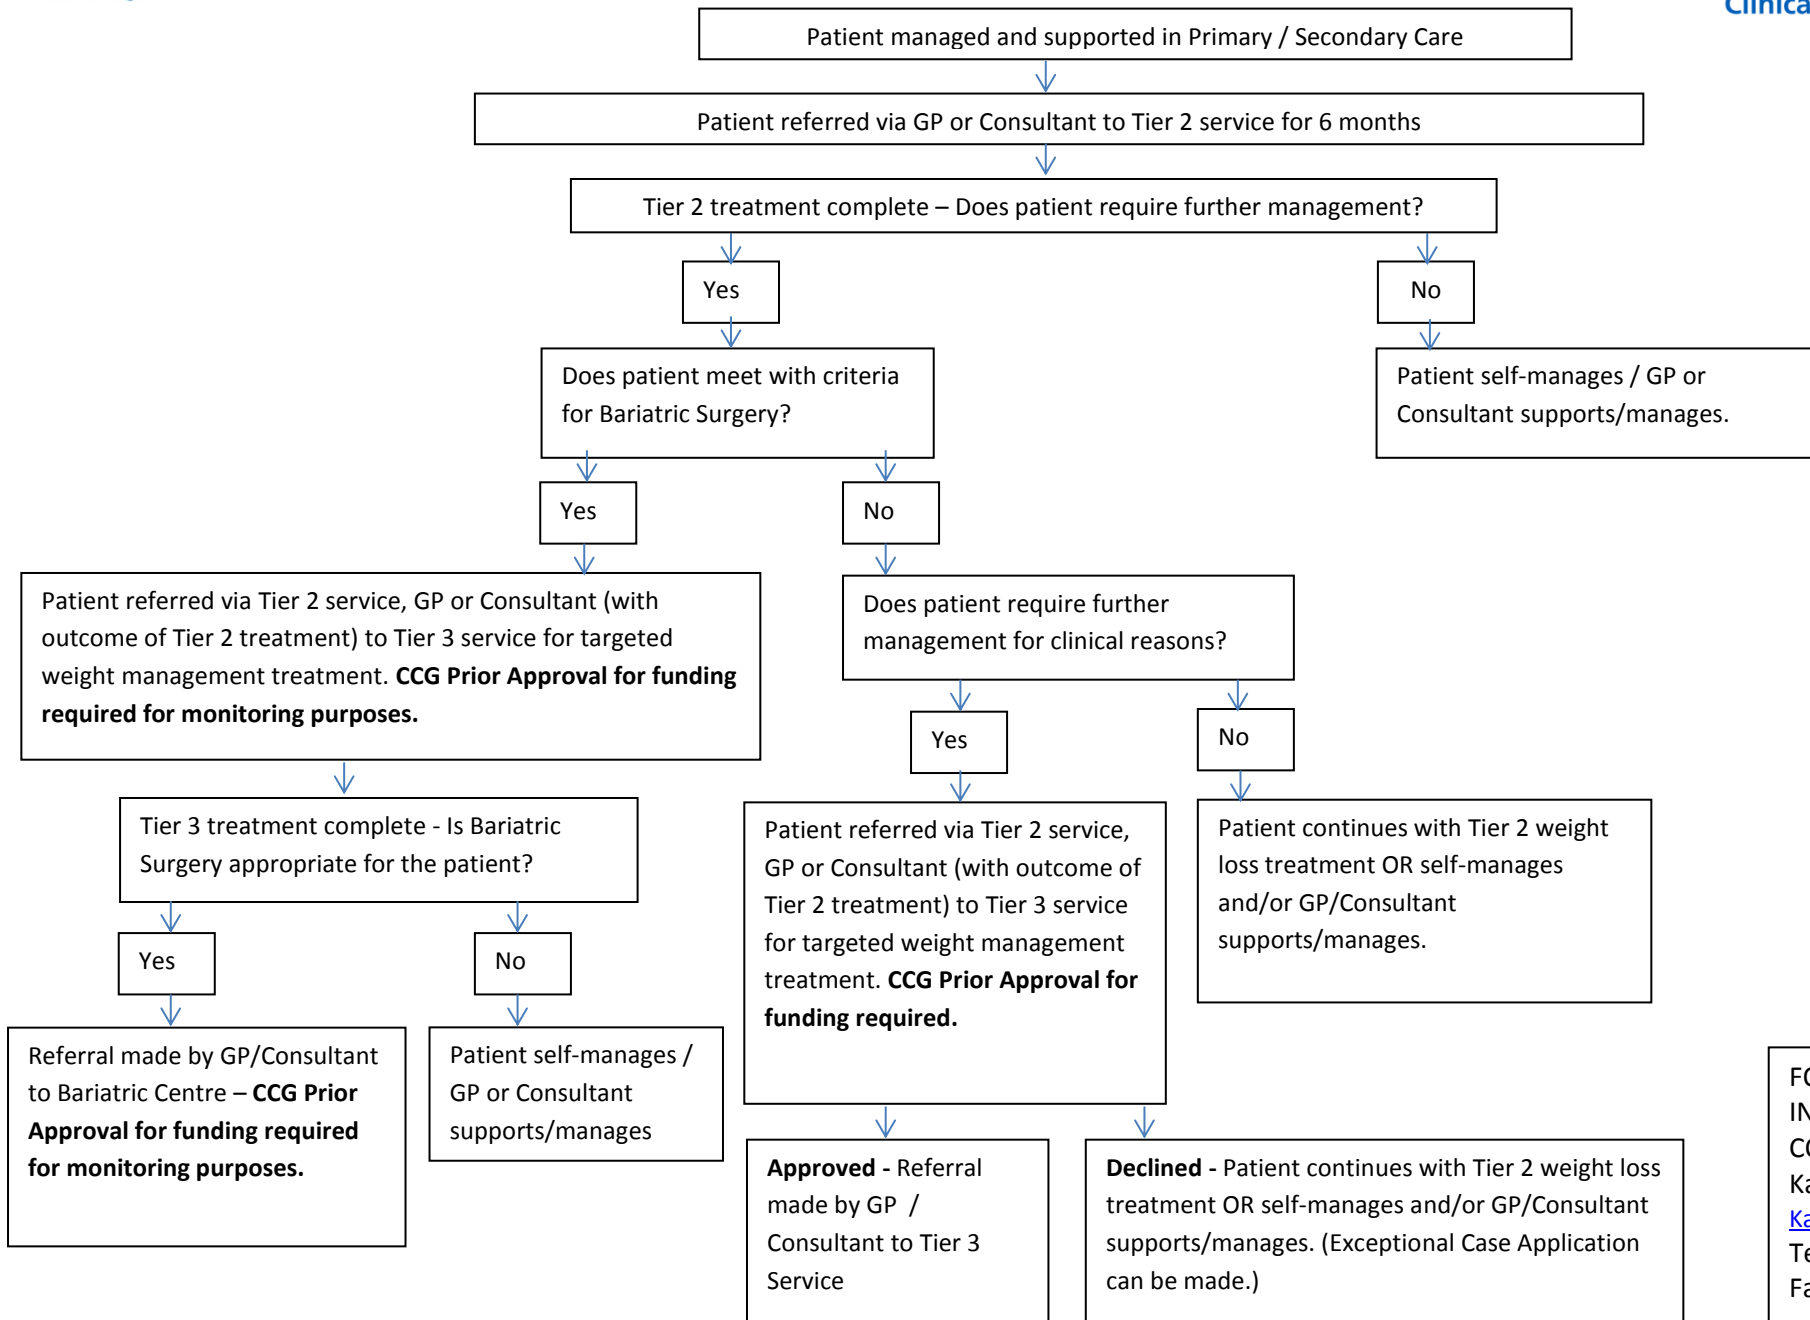 Clinica
Patient managed and supported in Primary / Secondary Care
Patient referred via GP or Consultant to Tier 2 service for 6 months
Tier 2 treatment complete – Does patient require further management?
Yes
No
Does patient meet with criteria
for Bariatric Surgery?
Patient self-manages / GP or
Consultant supports/manages.
Yes
No
Patient referred via Tier 2 service, GP or Consultant (with
outcome of Tier 2 treatment) to Tier 3 service for targeted
weight management treatment. CCG Prior Approval for funding
required for monitoring purposes.
Does patient require further
management for clinical reasons?
Yes
No
Tier 3 treatment complete - Is Bariatric
Surgery appropriate for the patient?
Patient referred via Tier 2 service,
GP or Consultant (with outcome of
Tier 2 treatment) to Tier 3 service
for targeted weight management
treatment. CCG Prior Approval for
funding required.
Patient continues with Tier 2 weight
loss treatment OR self-manages
and/or GP/Consultant
supports/manages.
Yes
No
Referral made by GP/Consultant
to Bariatric Centre – CCG Prior
Approval for funding required
for monitoring purposes.
Patient self-manages /
GP or Consultant
supports/manages
Approved - Referral
made by GP /
Consultant to Tier 3
Service
Declined - Patient continues with Tier 2 weight loss
treatment OR self-manages and/or GP/Consultant
supports/manages. (Exceptional Case Application
can be made.)
IN
Ka
Ka
Te
Fa